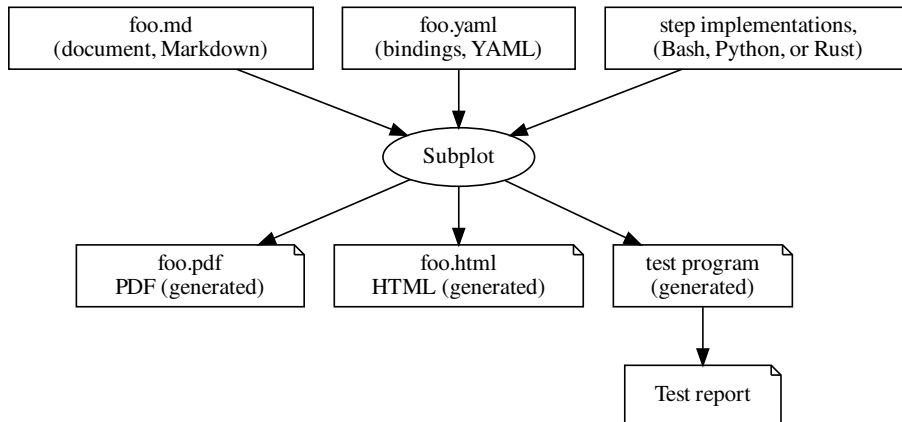 foo.md
(document, Markdown)
foo.yaml
(bindings, YAML)
step implementations,
(Bash, Python, or Rust)
Subplot
foo.pdf
PDF (generated)
foo.html
HTML (generated)
test program
(generated)
Test report